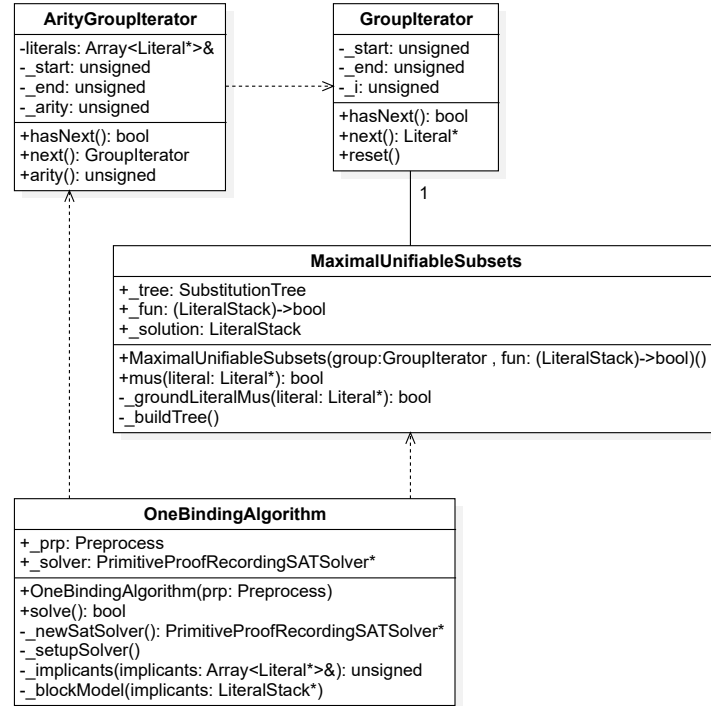 ArityGroupIterator
-literals: Array<Literal*>&
-_start: unsigned
-_end: unsigned
-_arity: unsigned
+hasNext(): bool
+next(): GroupIterator
+arity(): unsigned
GroupIterator
-_start: unsigned
-_end: unsigned
-_i: unsigned
+hasNext(): bool
+next(): Literal*
+reset()
1
MaximalUnifiableSubsets
+_tree: SubstitutionTree
+_fun: (LiteralStack)->bool
+_solution: LiteralStack
+MaximalUnifiableSubsets(group:GroupIterator , fun: (LiteralStack)->bool)()
+mus(literal: Literal*): bool
-_groundLiteralMus(literal: Literal*): bool
-_buildTree()
OneBindingAlgorithm
+_prp: Preprocess
+_solver: PrimitiveProofRecordingSATSolver*
+OneBindingAlgorithm(prp: Preprocess)
+solve(): bool
-_newSatSolver(): PrimitiveProofRecordingSATSolver*
-_setupSolver()
-_implicants(implicants: Array<Literal*>&): unsigned
-_blockModel(implicants: LiteralStack*)